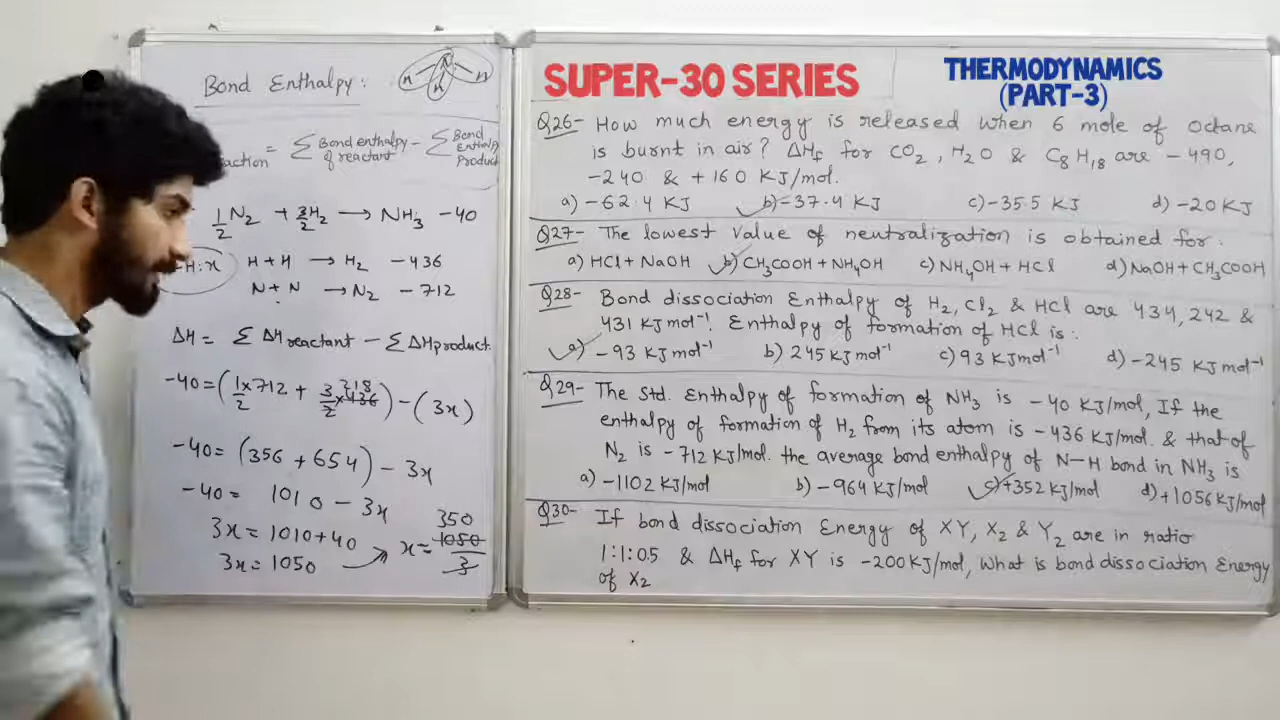 Bond Enthalpy:
N
H H H
action = Σ Bond enthalpy of reactant - Σ Bond Enthalpy Product
1/2 N2 + 3/2 H2 → NH3 -40
-H:x H + H → H2 -436
N + N → N2 -712
ΔH = Σ ΔH reactant - Σ ΔH product
-40 = (1/2 × 712 + 3/2 × 436 218) - (3x)
-40 = (356 + 654) - 3x
-40 = 1010 - 3x
3x = 1010 + 40
3x = 1050
x = 1050/3 350
SUPER-30 SERIES
THERMODYNAMICS
(PART-3)
Q26- How much energy is released when 6 mole of Octane
is burnt in air? ΔHf for CO2, H2O & C8H18 are -490,
-240 & +160 KJ/mol.
a) -62.4 KJ b) -37.4 KJ c) -35.5 KJ d) -20 KJ
Q27- The lowest value of neutralization is obtained for:
a) HCl + NaOH b) CH3COOH + NH4OH c) NH4OH + HCl d) NaOH + CH3COOH
Q28- Bond dissociation Enthalpy of H2, Cl2 & HCl are 434, 242 &
431 KJmol-1. Enthalpy of formation of HCl is:
a) -93 KJmol-1 b) 245 KJmol-1 c) 93 KJmol-1 d) -245 KJmol-1
Q29- The Std. Enthalpy of formation of NH3 is -40 KJ/mol, If the
enthalpy of formation of H2 from its atom is -436 KJ/mol. & that of
N2 is -712 KJ/mol. the average bond enthalpy of N-H bond in NH3 is
a) -1102 KJ/mol b) -964 KJ/mol c) +352 KJ/mol d) +1056 KJ/mol
Q30- If bond dissociation Energy of XY, X2 & Y2 are in ratio
1:1:0.5 & ΔHf for XY is -200 KJ/mol, What is bond dissociation Energy
of X2